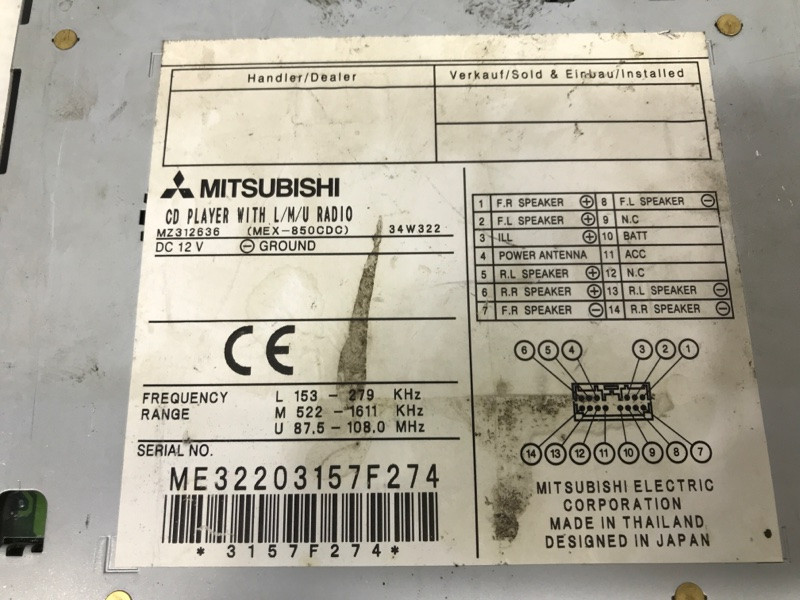 Handler/Dealer
Verkauf/Sold & Einbau/Installed
MITSUBISHI
CD PLAYER WITH L/M/U RADIO
MZ312636 (MEX-850CDC) 34W322
DC 12 V ⊖ GROUND
CE
FREQUENCY RANGE
L 153 - 279 KHz
M 522 - 1611 KHz
U 87.5 - 108.0 MHz
SERIAL NO.
ME32203157F274
*3157F274*
1 F.R SPEAKER ⊕ 8 F.L SPEAKER ⊖
2 F.L SPEAKER ⊕ 9 N.C
3 ILL ⊕ 10 BATT
4 POWER ANTENNA 11 ACC
5 R.L SPEAKER ⊕ 12 N.C
6 R.R SPEAKER ⊕ 13 R.L SPEAKER ⊖
7 F.R SPEAKER ⊖ 14 R.R SPEAKER ⊖
6 5 4 3 2 1
14 13 12 11 10 9 8 7
MITSUBISHI ELECTRIC
CORPORATION
MADE IN THAILAND
DESIGNED IN JAPAN